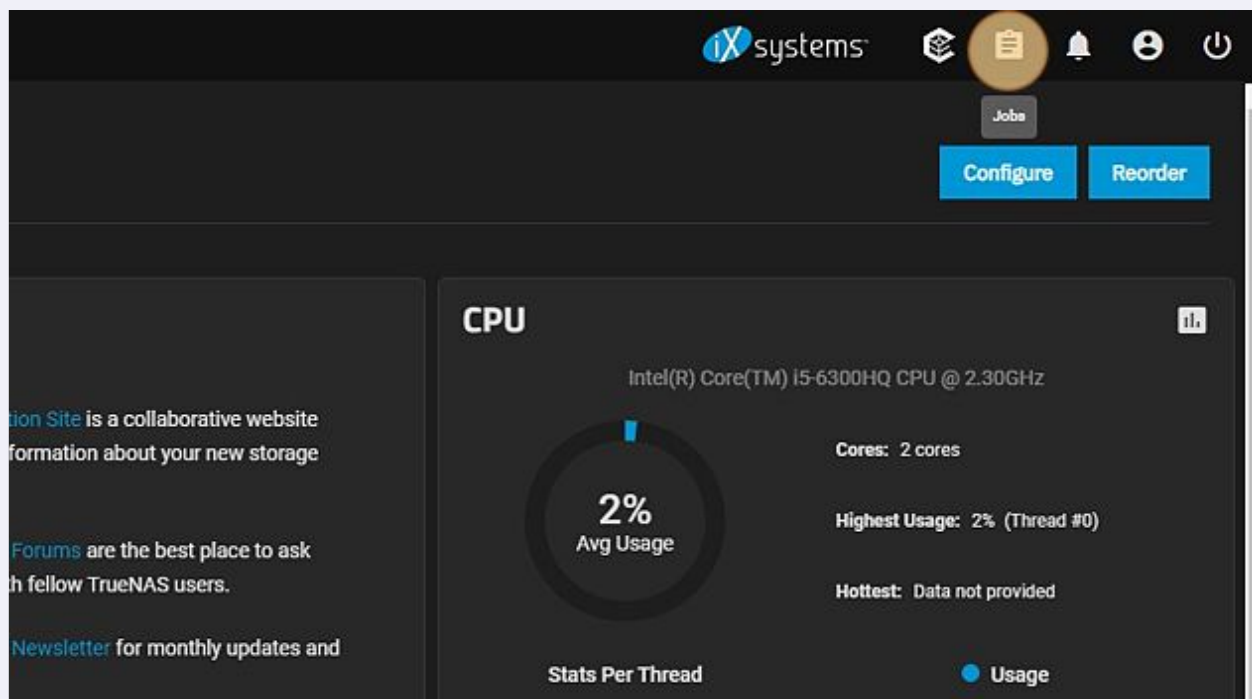 iX systems
Jobs
Configure Reorder
CPU
Intel(R) Core(TM) i5-6300HQ CPU @ 2.30GHz
tion Site is a collaborative website
formation about your new storage
Forums are the best place to ask
h fellow TrueNAS users.
Newsletter for monthly updates and
2%
Avg Usage
Cores: 2 cores
Highest Usage: 2% (Thread #0)
Hottest: Data not provided
Stats Per Thread
Usage